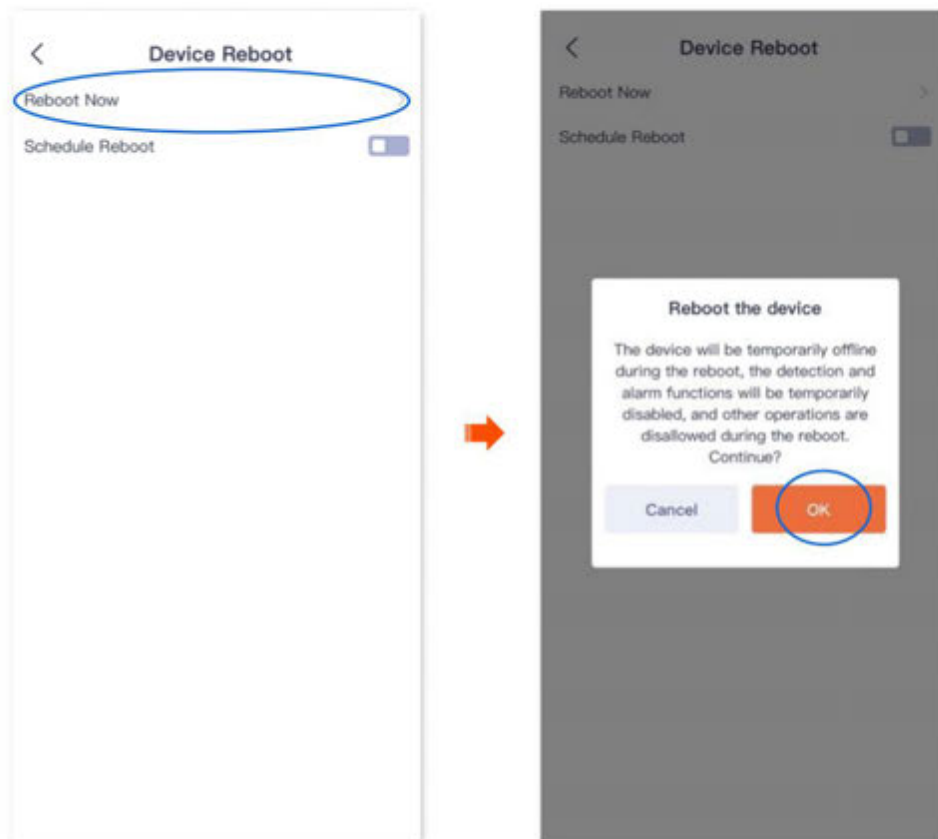 Device Reboot
Reboot Now
Schedule Reboot
Device Reboot
Reboot Now
Schedule Reboot
Reboot the device
The device will be temporarily offline
during the reboot, the detection and
alarm functions will be temporarily
disabled, and other operations are
disallowed during the reboot.
Continue?
Cancel
OK